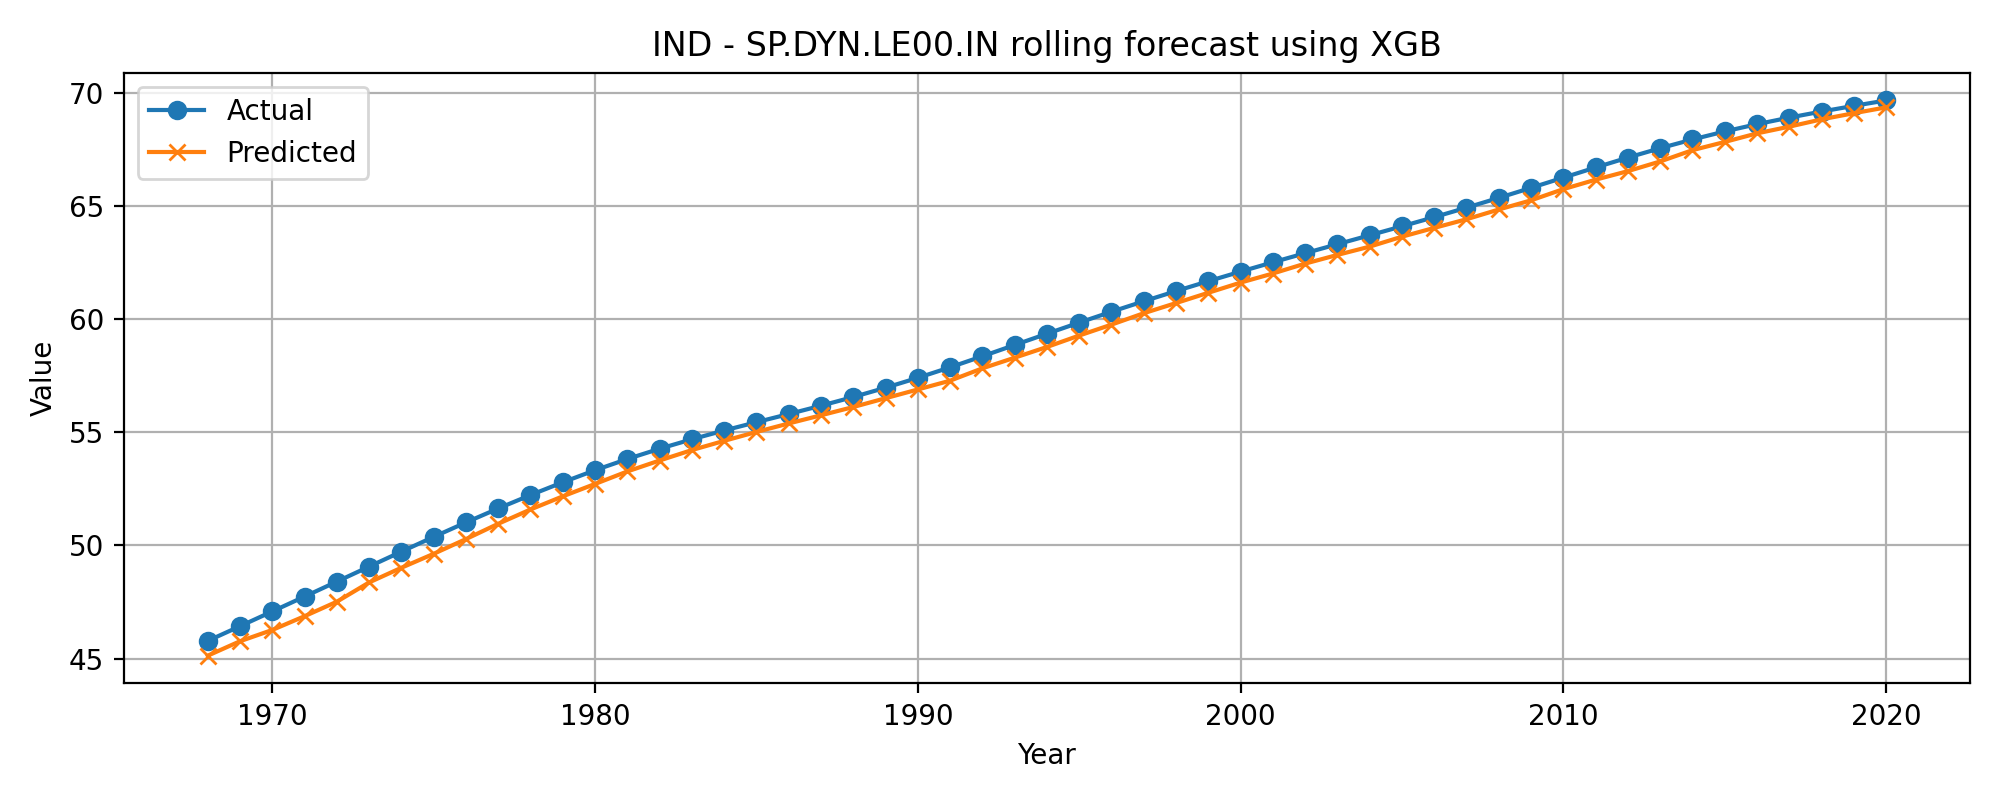 IND - SP.DYN.LE00.IN rolling forecast using XGB
Actual
Predicted
70
65
60
55
50
45
Value
1970 1980 1990 2000 2010 2020
Year